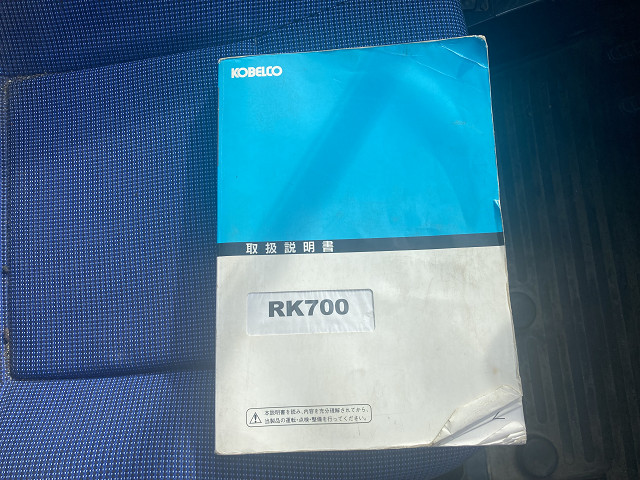 KOBELCO
取扱説明書
RK700
本説明書を読み、内容を充分理解されてから、
当製品の運転・点検・整備を行ってください。